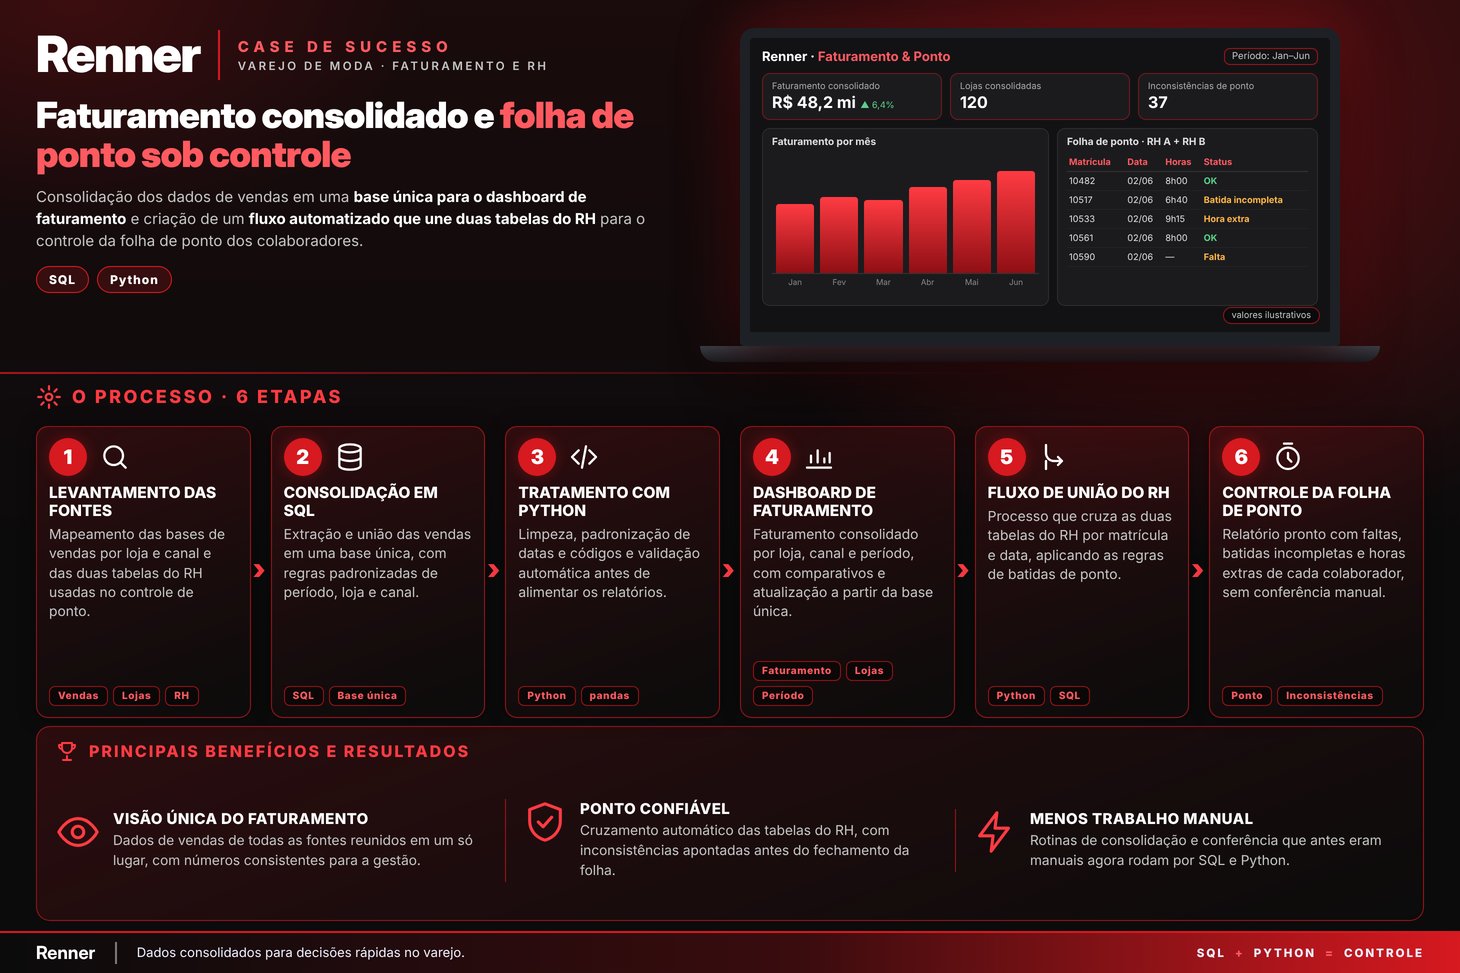 Renner
CASE DE SUCESSO
VAREJO DE MODA · FATURAMENTO E RH
Faturamento consolidado e folha de
ponto sob controle
Consolidação dos dados de vendas em uma base única para o dashboard de
faturamento e criação de um fluxo automatizado que une duas tabelas do RH para o
controle da folha de ponto dos colaboradores.
SQL
Python
Renner · Faturamento & Ponto
Período: Jan–Jun
Faturamento consolidado
R$ 48,2 mi ▲ 6,4%
Lojas consolidadas
120
Inconsistências de ponto
37
Faturamento por mês
Jan Fev Mar Abr Mai Jun
Folha de ponto · RH A + RH B
Matrícula Data Horas Status
10482 02/06 8h00 OK
10517 02/06 6h40 Batida incompleta
10533 02/06 9h15 Hora extra
10561 02/06 8h00 OK
10590 02/06 — Falta
valores ilustrativos
O PROCESSO · 6 ETAPAS
1
LEVANTAMENTO DAS
FONTES
Mapeamento das bases de
vendas por loja e canal e
das duas tabelas do RH
usadas no controle de
ponto.
Vendas Lojas RH
2
CONSOLIDAÇÃO EM
SQL
Extração e união das vendas
em uma base única, com
regras padronizadas de
período, loja e canal.
SQL Base única
3
TRATAMENTO COM
PYTHON
Limpeza, padronização de
datas e códigos e validação
automática antes de
alimentar os relatórios.
Python pandas
4
DASHBOARD DE
FATURAMENTO
Faturamento consolidado
por loja, canal e período,
com comparativos e
atualização a partir da base
única.
Faturamento Lojas
Período
5
FLUXO DE UNIÃO DO RH
Processo que cruza as duas
tabelas do RH por matrícula
e data, aplicando as regras
de batidas de ponto.
Python SQL
6
CONTROLE DA FOLHA
DE PONTO
Relatório pronto com faltas,
batidas incompletas e horas
extras de cada colaborador,
sem conferência manual.
Ponto Inconsistências
PRINCIPAIS BENEFÍCIOS E RESULTADOS
VISÃO ÚNICA DO FATURAMENTO
Dados de vendas de todas as fontes reunidos em um só
lugar, com números consistentes para a gestão.
PONTO CONFIÁVEL
Cruzamento automático das tabelas do RH, com
inconsistências apontadas antes do fechamento da
folha.
MENOS TRABALHO MANUAL
Rotinas de consolidação e conferência que antes eram
manuais agora rodam por SQL e Python.
Renner
Dados consolidados para decisões rápidas no varejo.
SQL + PYTHON = CONTROLE